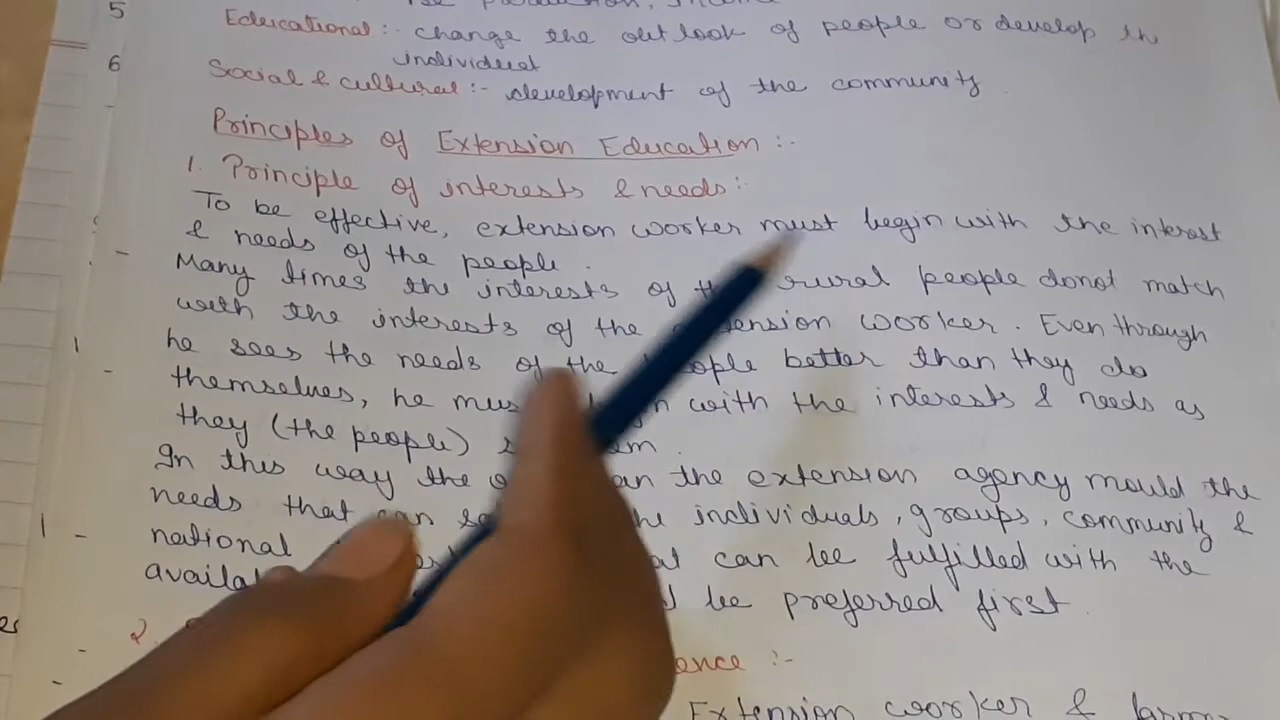 5
Educational :- change the outlook of people or develop the
individual
6
Social & cultural :- development of the community
Principles of Extension Education :-
1. Principle of interests & needs :-
To be effective, extension worker must begin with the interest
& needs of the people.
Many times the interests of the rural people donot match
with the interests of the extension worker. Even through
he sees the needs of the people better than they do
themselves, he must with the interests & needs as
they (the people)
In this way the can the extension agency mould the
needs that can the individuals, groups, community &
national can be fulfilled with the
be preferred first.
2.
Extension worker &